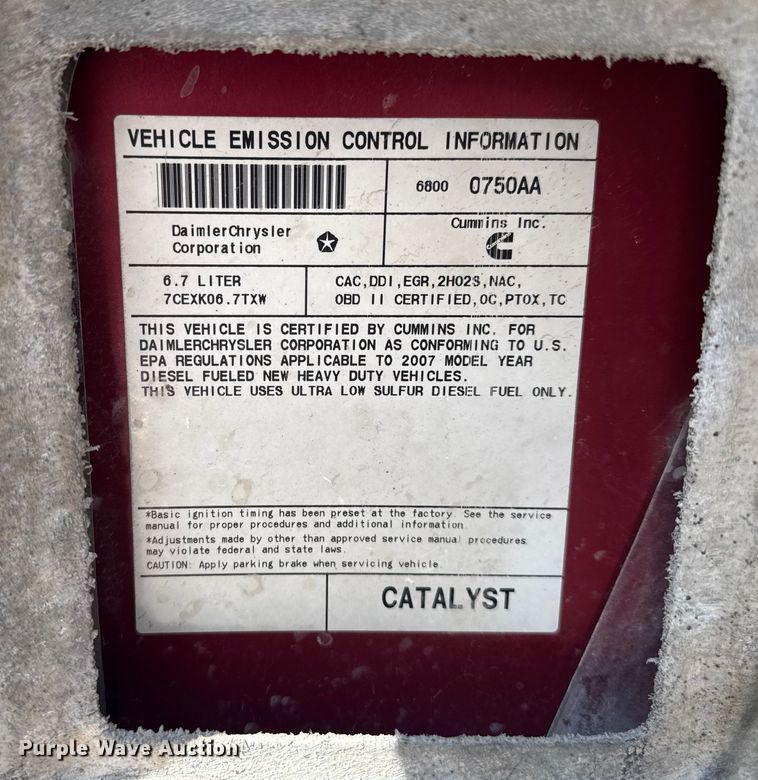 VEHICLE EMISSION CONTROL INFORMATION
6800 0750AA
DaimlerChrysler
Corporation
Cummins Inc.
6.7 LITER
7CEXK06.7TXW
CAC,DDI,EGR,2HO2S,NAC,
OBD II CERTIFIED,OC,PTOX,TC
THIS VEHICLE IS CERTIFIED BY CUMMINS INC. FOR
DAIMLERCHRYSLER CORPORATION AS CONFORMING TO U.S.
EPA REGULATIONS APPLICABLE TO 2007 MODEL YEAR
DIESEL FUELED NEW HEAVY DUTY VEHICLES.
THIS VEHICLE USES ULTRA LOW SULFUR DIESEL FUEL ONLY.
*Basic ignition timing has been preset at the factory. See the service
manual for proper procedures and additional information
*Adjustments made by other than approved service manual procedures
may violate federal and state laws.
CAUTION: Apply parking brake when servicing vehicle
CATALYST
Purple Wave Auction